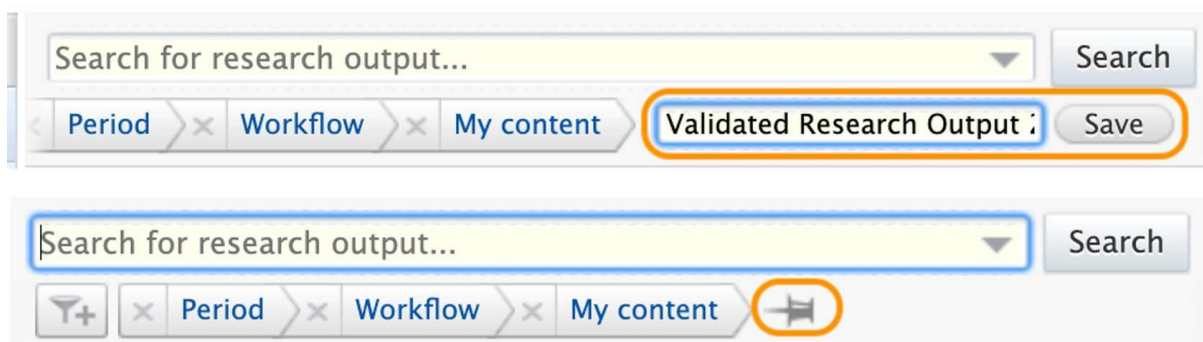 Search for research output... Search
Period Workflow My content Validated Research Output Save
Search for research output... Search
Period Workflow My content